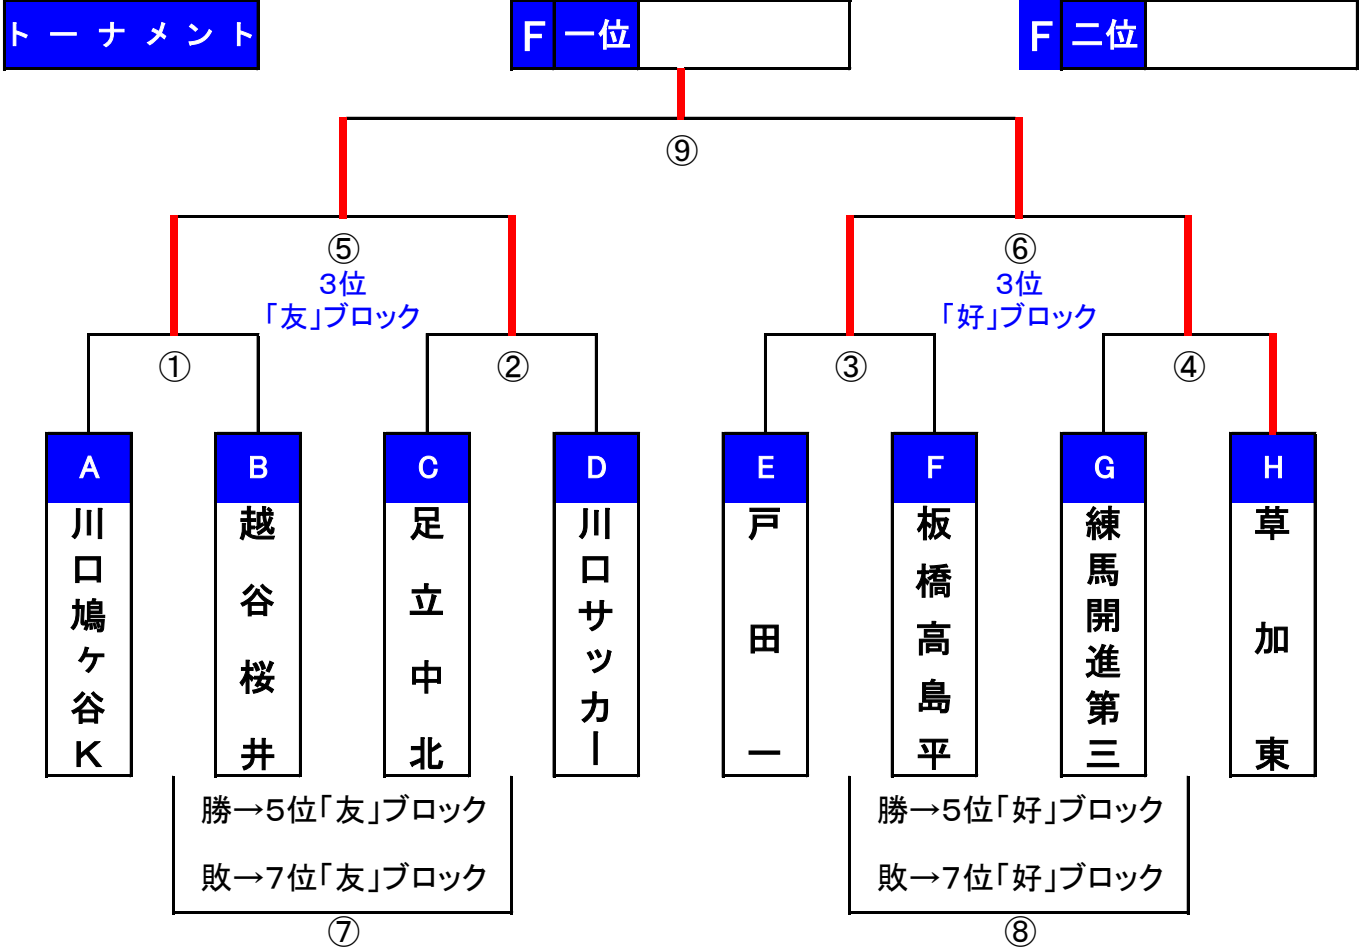 トーナメント
F 一位
F 二位
⑨
⑤
3位
「友」ブロック
⑥
3位
「好」ブロック
①
②
③
④
A
B
C
D
E
F
G
H
川口鳩ヶ谷K
越谷桜井
足立中北
川口サッカー
戸田一
板橋高島平
練馬開進第三
草加東
勝→5位「友」ブロック
敗→7位「友」ブロック
⑦
勝→5位「好」ブロック
敗→7位「好」ブロック
⑧